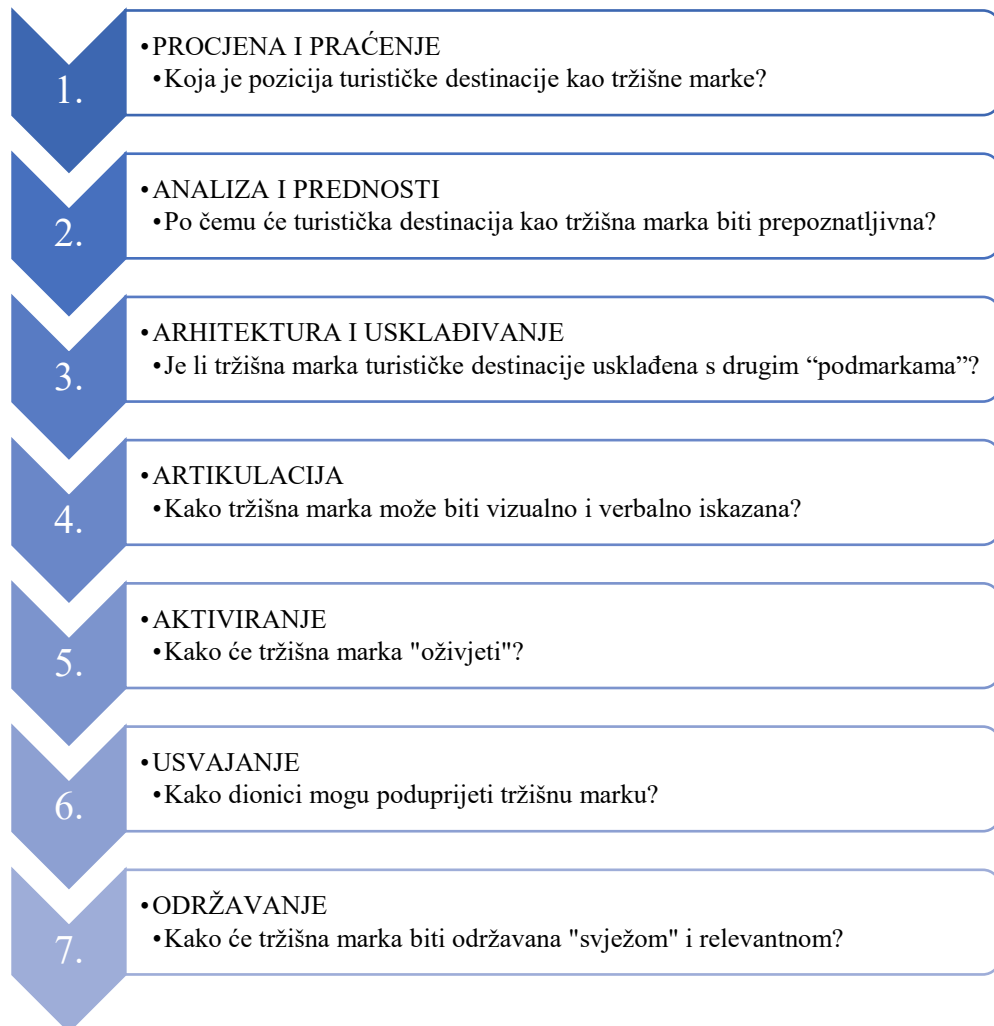 1.
•PROCJENA I PRAĆENJE
•Koja je pozicija turističke destinacije kao tržišne marke?
2.
•ANALIZA I PREDNOSTI
•Po čemu će turistička destinacija kao tržišna marka biti prepoznatljivna?
3.
•ARHITEKTURA I USKLAĐIVANJE
•Je li tržišna marka turističke destinacije usklađena s drugim “podmarkama”?
4.
•ARTIKULACIJA
•Kako tržišna marka može biti vizualno i verbalno iskazana?
5.
•AKTIVIRANJE
•Kako će tržišna marka "oživjeti"?
6.
•USVAJANJE
•Kako dionici mogu poduprijeti tržišnu marku?
7.
•ODRŽAVANJE
•Kako će tržišna marka biti održavana "svježom" i relevantnom?